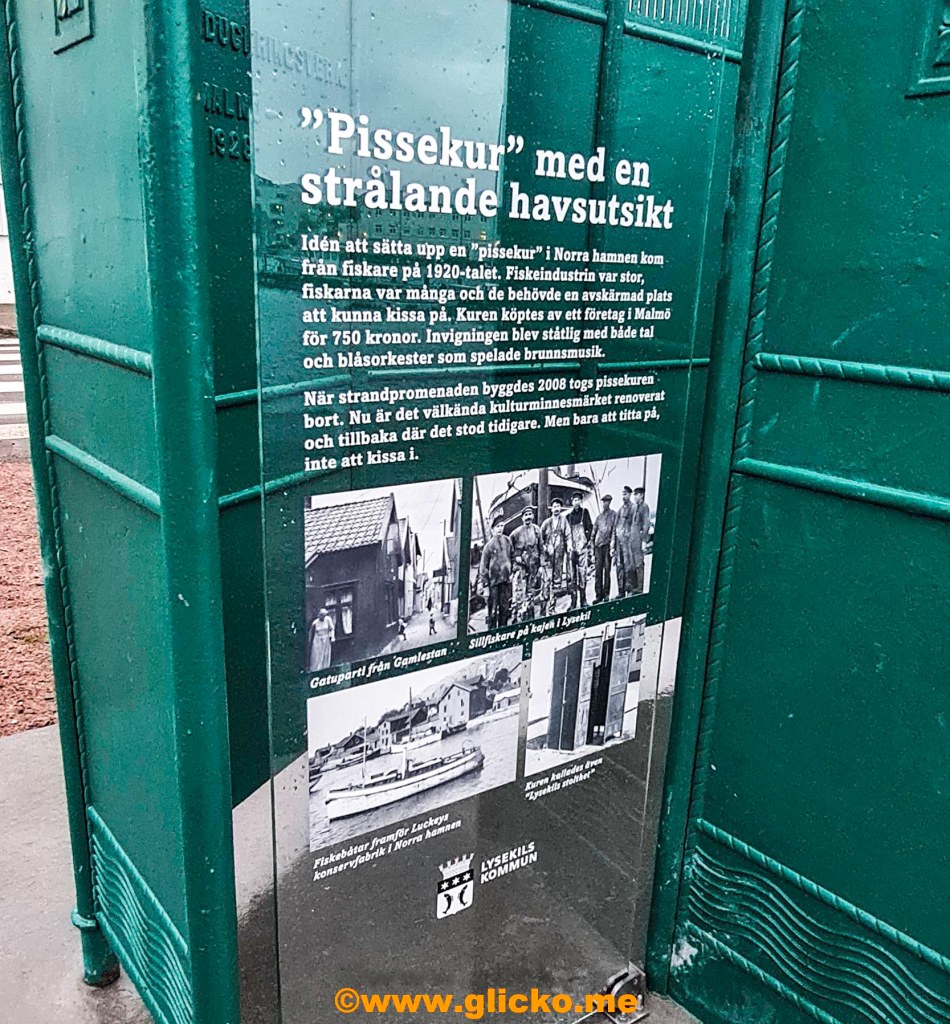 MALMÖ
192
"Pissekur" med en
strålande havsutsikt
Idén att sätta upp en "pissekur" i Norra hamnen kom
från fiskare på 1920-talet. Fiskeindustrin var stor,
fiskarna var många och de behövde en avskärmad plats
att kunna kissa på. Kuren köptes av ett företag i Malmö
för 750 kronor. Invigningen blev ståtlig med både tal
och blåsorkester som spelade brunnsmusik.
När strandpromenaden byggdes 2008 togs pissekuren
bort. Nu är det välkända kulturminnesmärket renoverat
och tillbaka där det stod tidigare. Men bara att titta på,
inte att kissa i.
Gatuparti från Gamlestan
Sillfiskare på kajen i Lysekil
Fiskebåtar framför Luckeys
konservfabrik i Norra hamnen
Kuren kallades även
"Lysekils stolthet"
LYSEKILS
KOMMUN
©www.glicko.me